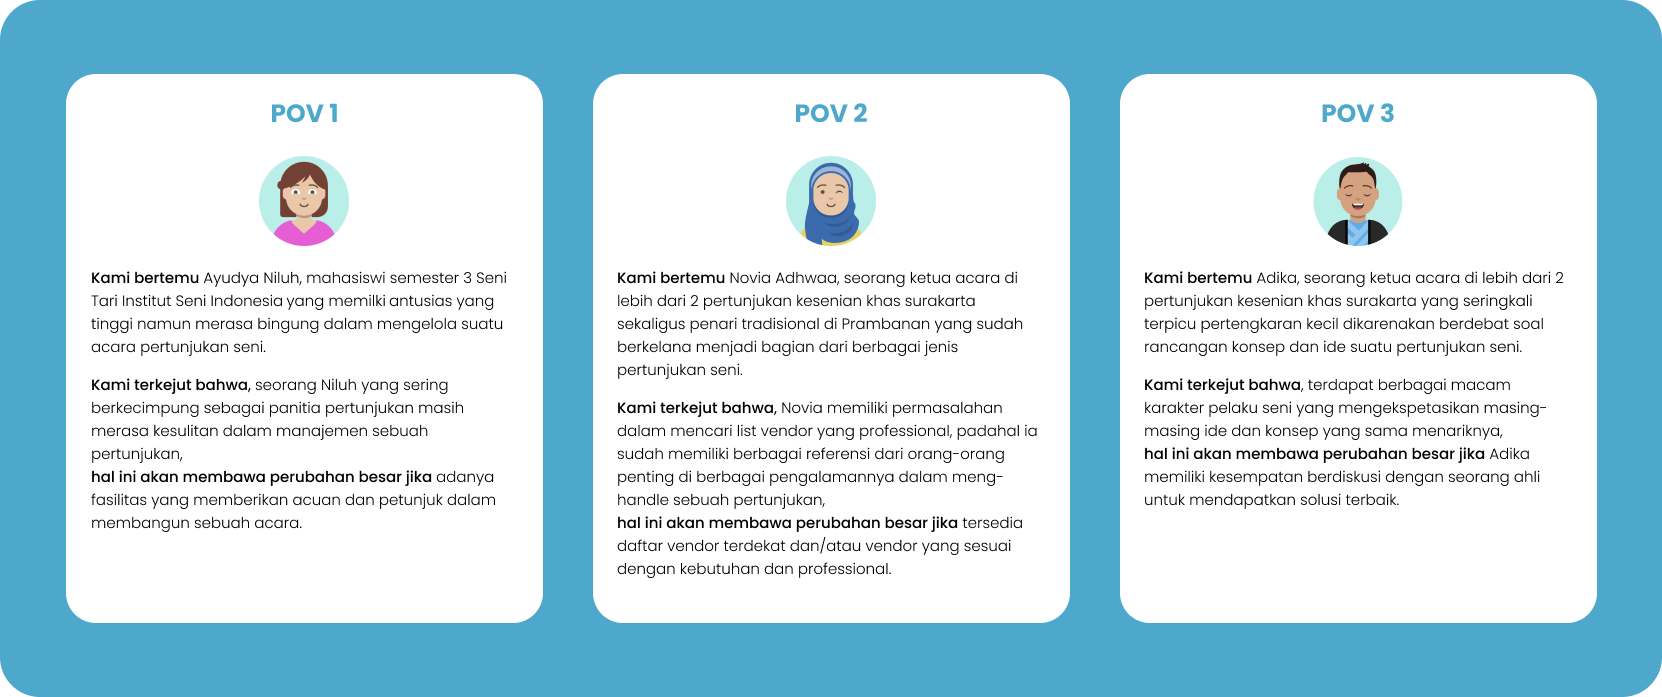 POV 1
Kami bertemu Ayudya Niluh, mahasiswi semester 3 Seni
Tari Institut Seni Indonesia yang memilki antusias yang
tinggi namun merasa bingung dalam mengelola suatu
acara pertunjukan seni.
Kami terkejut bahwa, seorang Niluh yang sering
berkecimpung sebagai panitia pertunjukan masih
merasa kesulitan dalam manajemen sebuah
pertunjukan,
hal ini akan membawa perubahan besar jika adanya
fasilitas yang memberikan acuan dan petunjuk dalam
membangun sebuah acara.
POV 2
Kami bertemu Novia Adhwaa, seorang ketua acara di
lebih dari 2 pertunjukan kesenian khas surakarta
sekaligus penari tradisional di Prambanan yang sudah
berkelana menjadi bagian dari berbagai jenis
pertunjukan seni.
Kami terkejut bahwa, Novia memiliki permasalahan
dalam mencari list vendor yang professional, padahal ia
sudah memiliki berbagai referensi dari orang-orang
penting di berbagai pengalamannya dalam meng-
handle sebuah pertunjukan,
hal ini akan membawa perubahan besar jika tersedia
daftar vendor terdekat dan/atau vendor yang sesuai
dengan kebutuhan dan professional.
POV 3
Kami bertemu Adika, seorang ketua acara di lebih dari 2
pertunjukan kesenian khas surakarta yang seringkali
terpicu pertengkaran kecil dikarenakan berdebat soal
rancangan konsep dan ide suatu pertunjukan seni.
Kami terkejut bahwa, terdapat berbagai macam
karakter pelaku seni yang mengekspetasikan masing-
masing ide dan konsep yang sama menariknya,
hal ini akan membawa perubahan besar jika Adika
memiliki kesempatan berdiskusi dengan seorang ahli
untuk mendapatkan solusi terbaik.